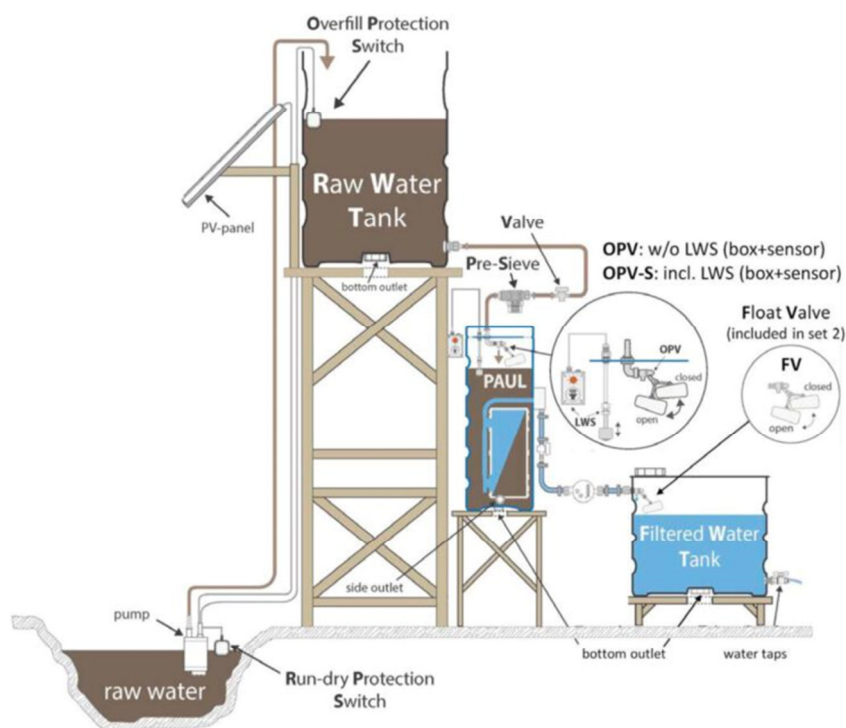 Overfill Protection
Switch
Raw Water
Tank
PV-panel
bottom outlet
Valve
Pre-Sieve
OPV: w/o LWS (box+sensor)
OPV-S: incl. LWS (box+sensor)
Float Valve
(included in set 2)
FV
closed
open
OPV
closed
open
LWS
PAUL
Filtered Water
Tank
side outlet
bottom outlet
water taps
pump
raw water
Run-dry Protection
Switch